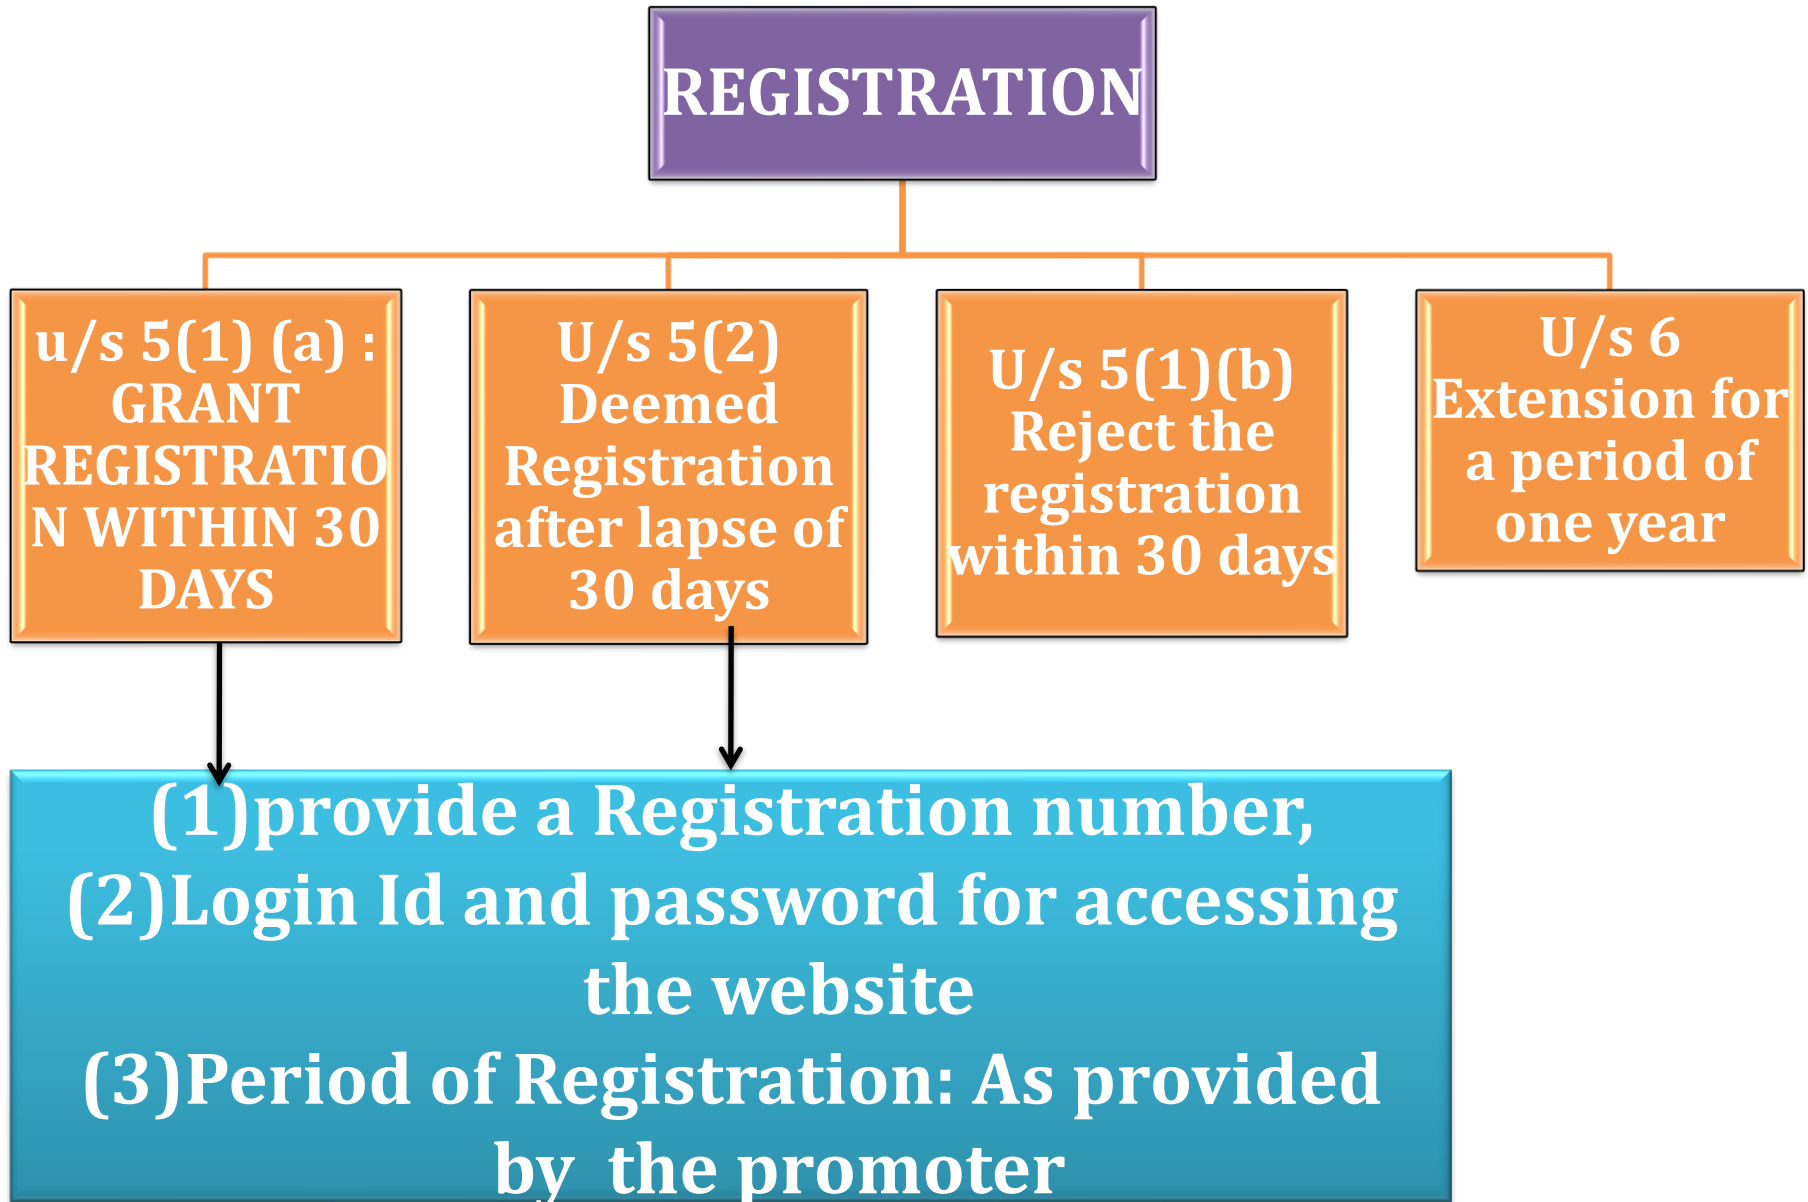 REGISTRATION
u/s 5(1) (a) :
GRANT
REGISTRATIO
N WITHIN 30
DAYS
U/s 5(2)
Deemed
Registration
after lapse of
30 days
U/s 5(1)(b)
Reject the
registration
within 30 days
U/s 6
Extension for
a period of
one year
(1)provide a Registration number,
(2)Login Id and password for accessing
the website
(3)Period of Registration: As provided
by the promoter